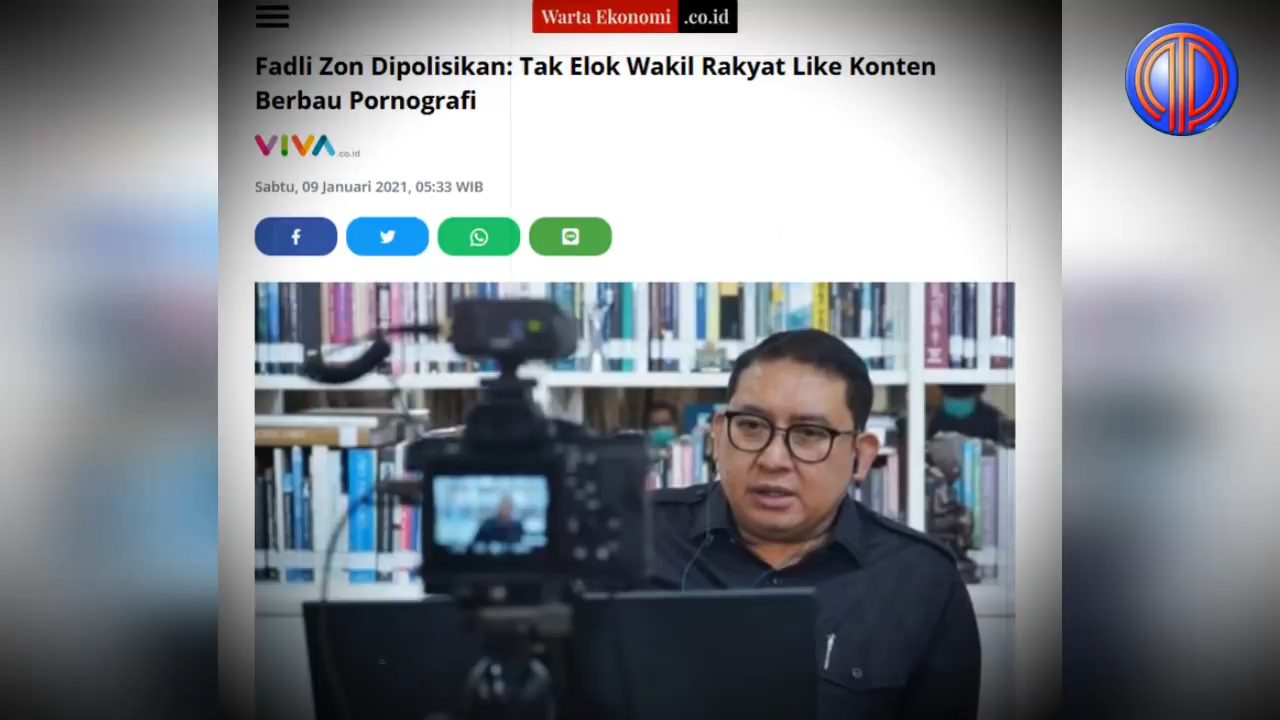 Warta Ekonomi .co.id
Fadli Zon Dipolisikan: Tak Elok Wakil Rakyat Like Konten
Berbau Pornografi
VIVA.co.id
Sabtu, 09 Januari 2021, 05:33 WIB